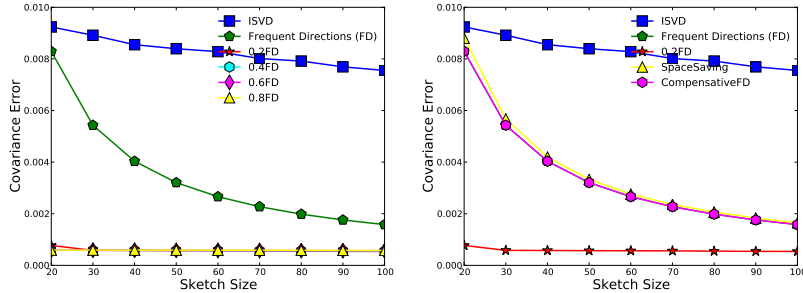 0.010
0.008
0.006
0.004
0.002
0.000
Covariance Error
20 30 40 50 60 70 80 90 100
Sketch Size
ISVD
Frequent Directions (FD)
0.2FD
0.4FD
0.6FD
0.8FD
0.010
0.008
0.006
0.004
0.002
0.000
Covariance Error
20 30 40 50 60 70 80 90 100
Sketch Size
ISVD
Frequent Directions (FD)
0.2FD
SpaceSaving
CompensativeFD